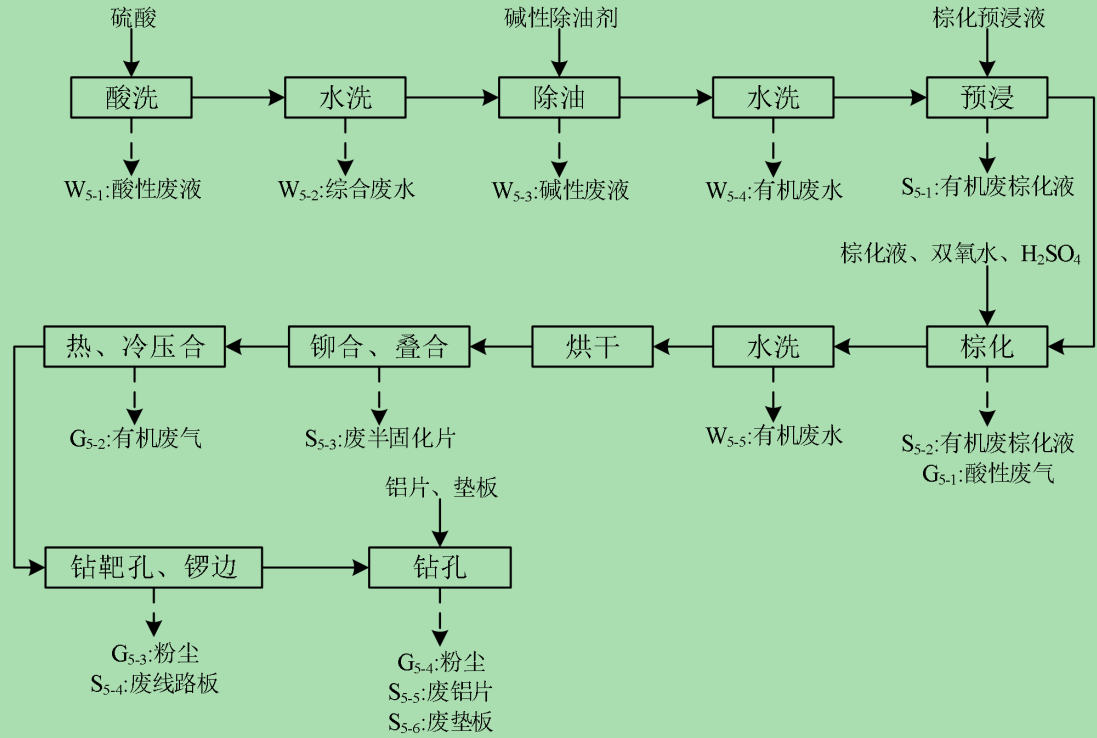 硫酸
碱性除油剂
棕化预浸液
酸洗
水洗
除油
水洗
预浸
W5-1:酸性废液
W5-2:综合废水
W5-3:碱性废液
W5-4:有机废水
S5-1:有机废棕化液
棕化液、双氧水、H2SO4
热、冷压合
铆合、叠合
烘干
水洗
棕化
G5-2:有机废气
S5-3:废半固化片
W5-5:有机废水
S5-2:有机废棕化液
G5-1:酸性废气
铝片、垫板
钻靶孔、锣边
钻孔
G5-3:粉尘
S5-4:废线路板
G5-4:粉尘
S5-5:废铝片
S5-6:废垫板